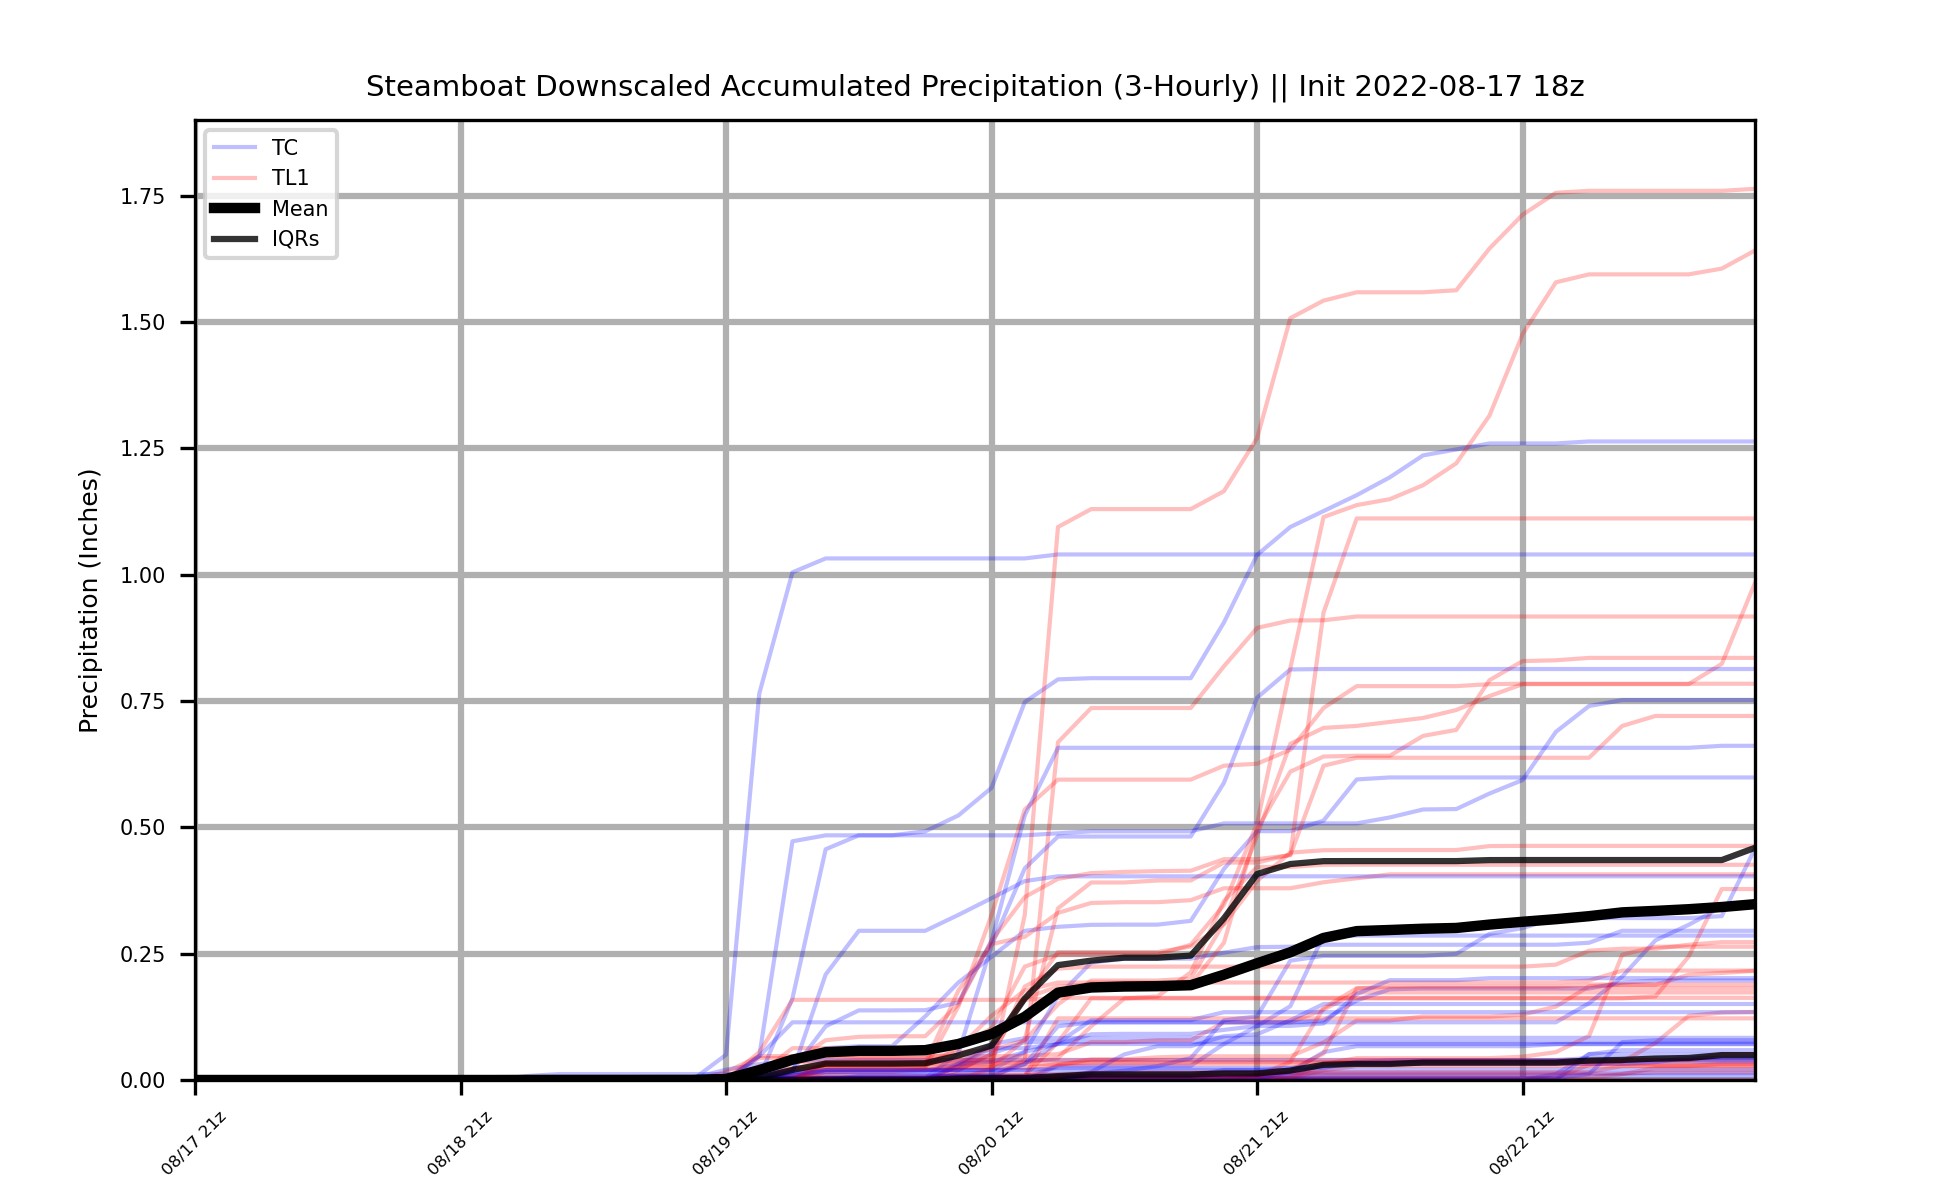 Steamboat Downscaled Accumulated Precipitation (3-Hourly) || Init 2022-08-17 18z
TC
TL1
Mean
IQRs
Precipitation (Inches)
1.75
1.50
1.25
1.00
0.75
0.50
0.25
0.00
08/17 21z
08/18 21z
08/19 21z
08/20 21z
08/21 21z
08/22 21z